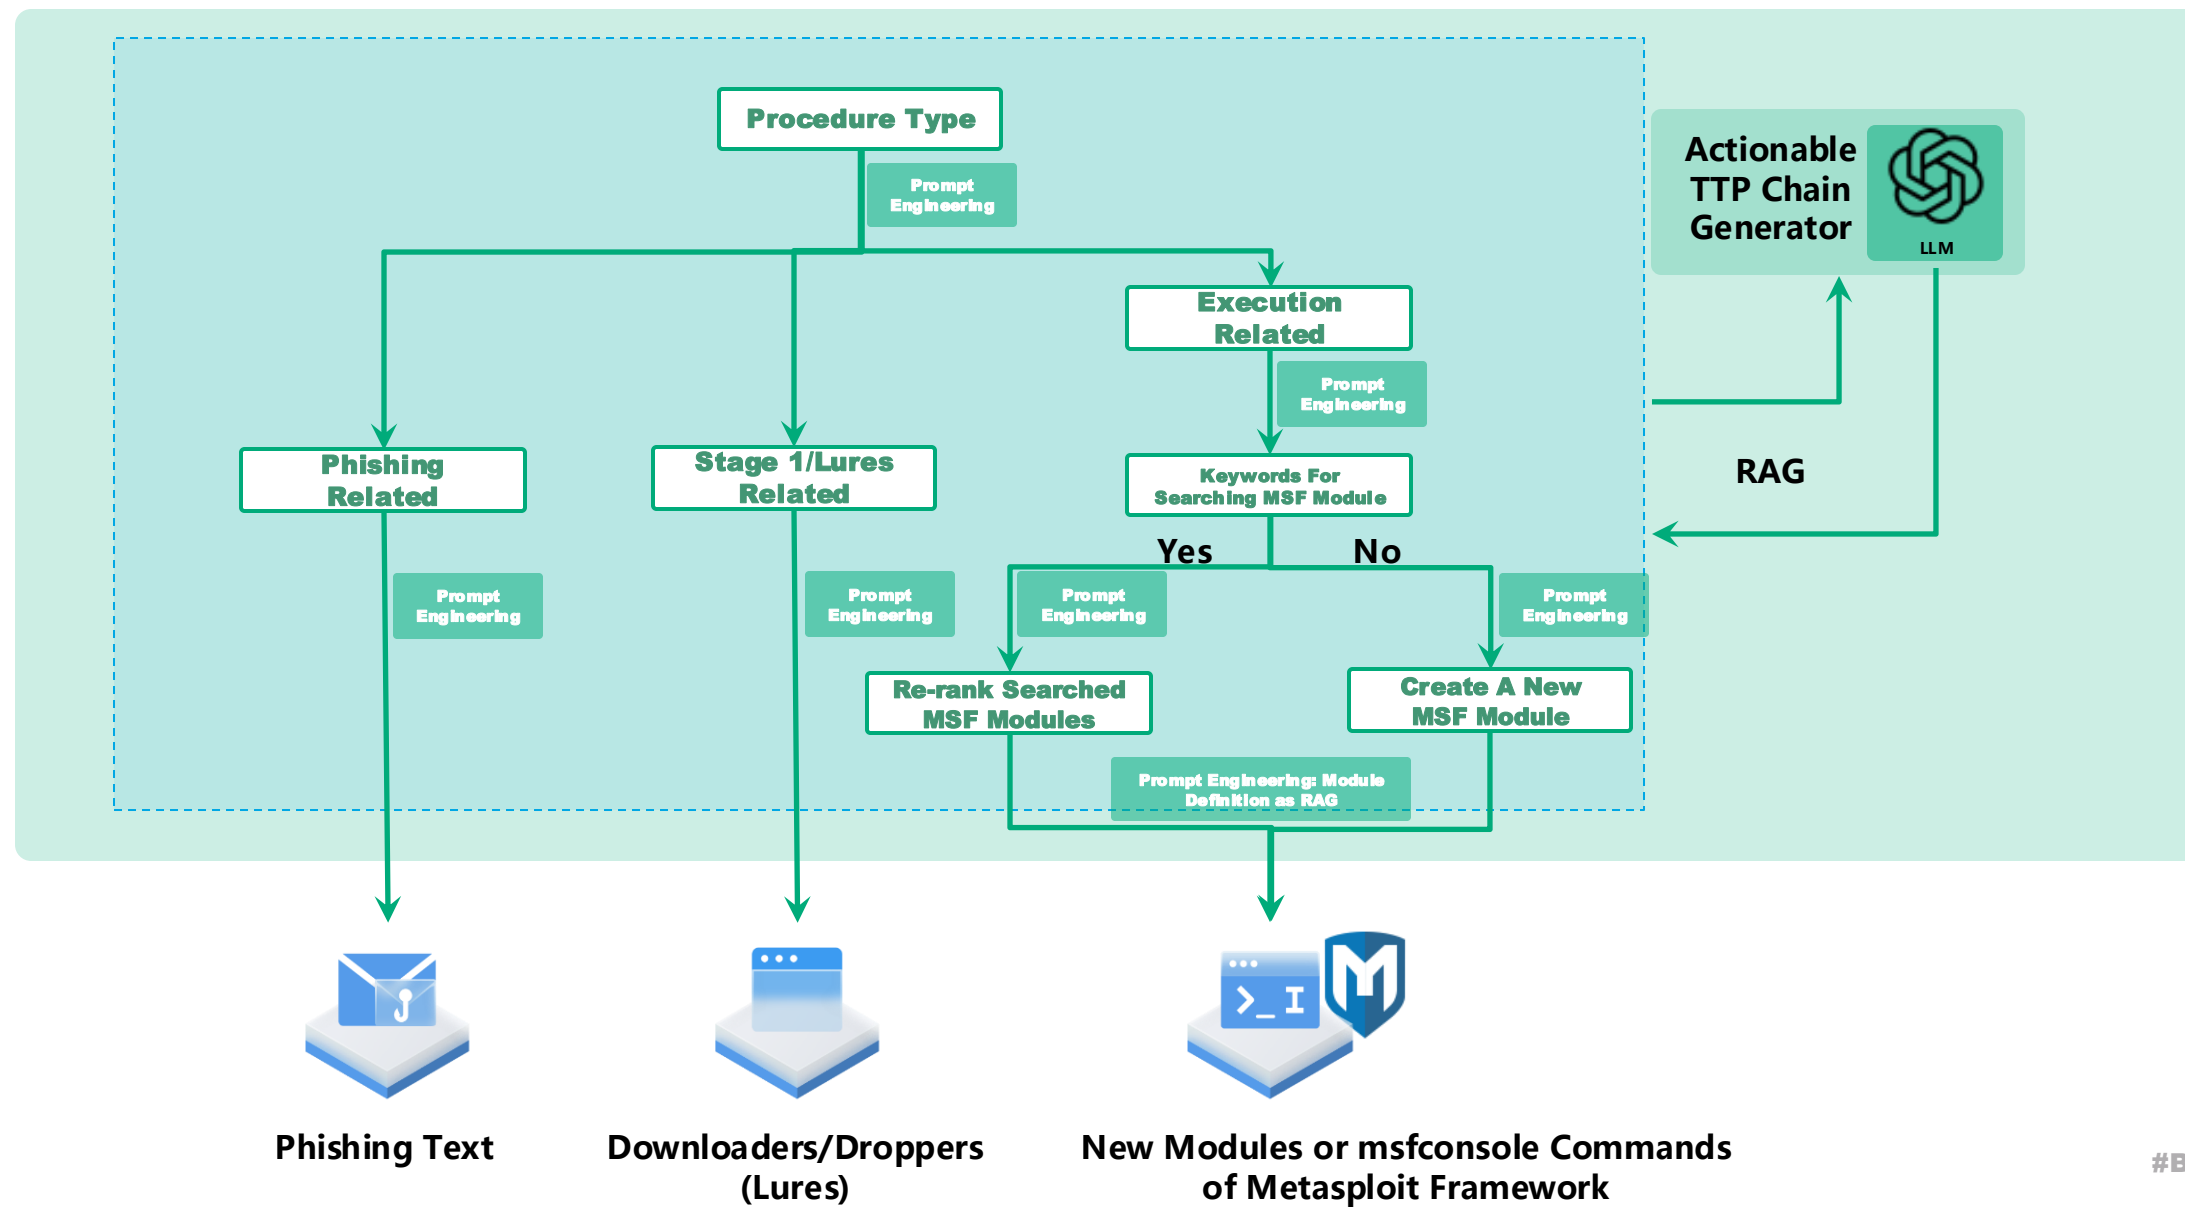 Procedure Type
Prompt
Engineering
Actionable
TTP Chain
Generator
LLM
Execution
Related
Prompt
Engineering
Phishing
Related
Stage 1/Lures
Related
Keywords For
Searching MSF Module
RAG
Yes
No
Prompt
Engineering
Prompt
Engineering
Prompt
Engineering
Prompt
Engineering
Re-rank Searched
MSF Modules
Create A New
MSF Module
Prompt Engineering: Module
Definition as RAG
Phishing Text
Downloaders/Droppers
(Lures)
New Modules or msfconsole Commands
of Metasploit Framework